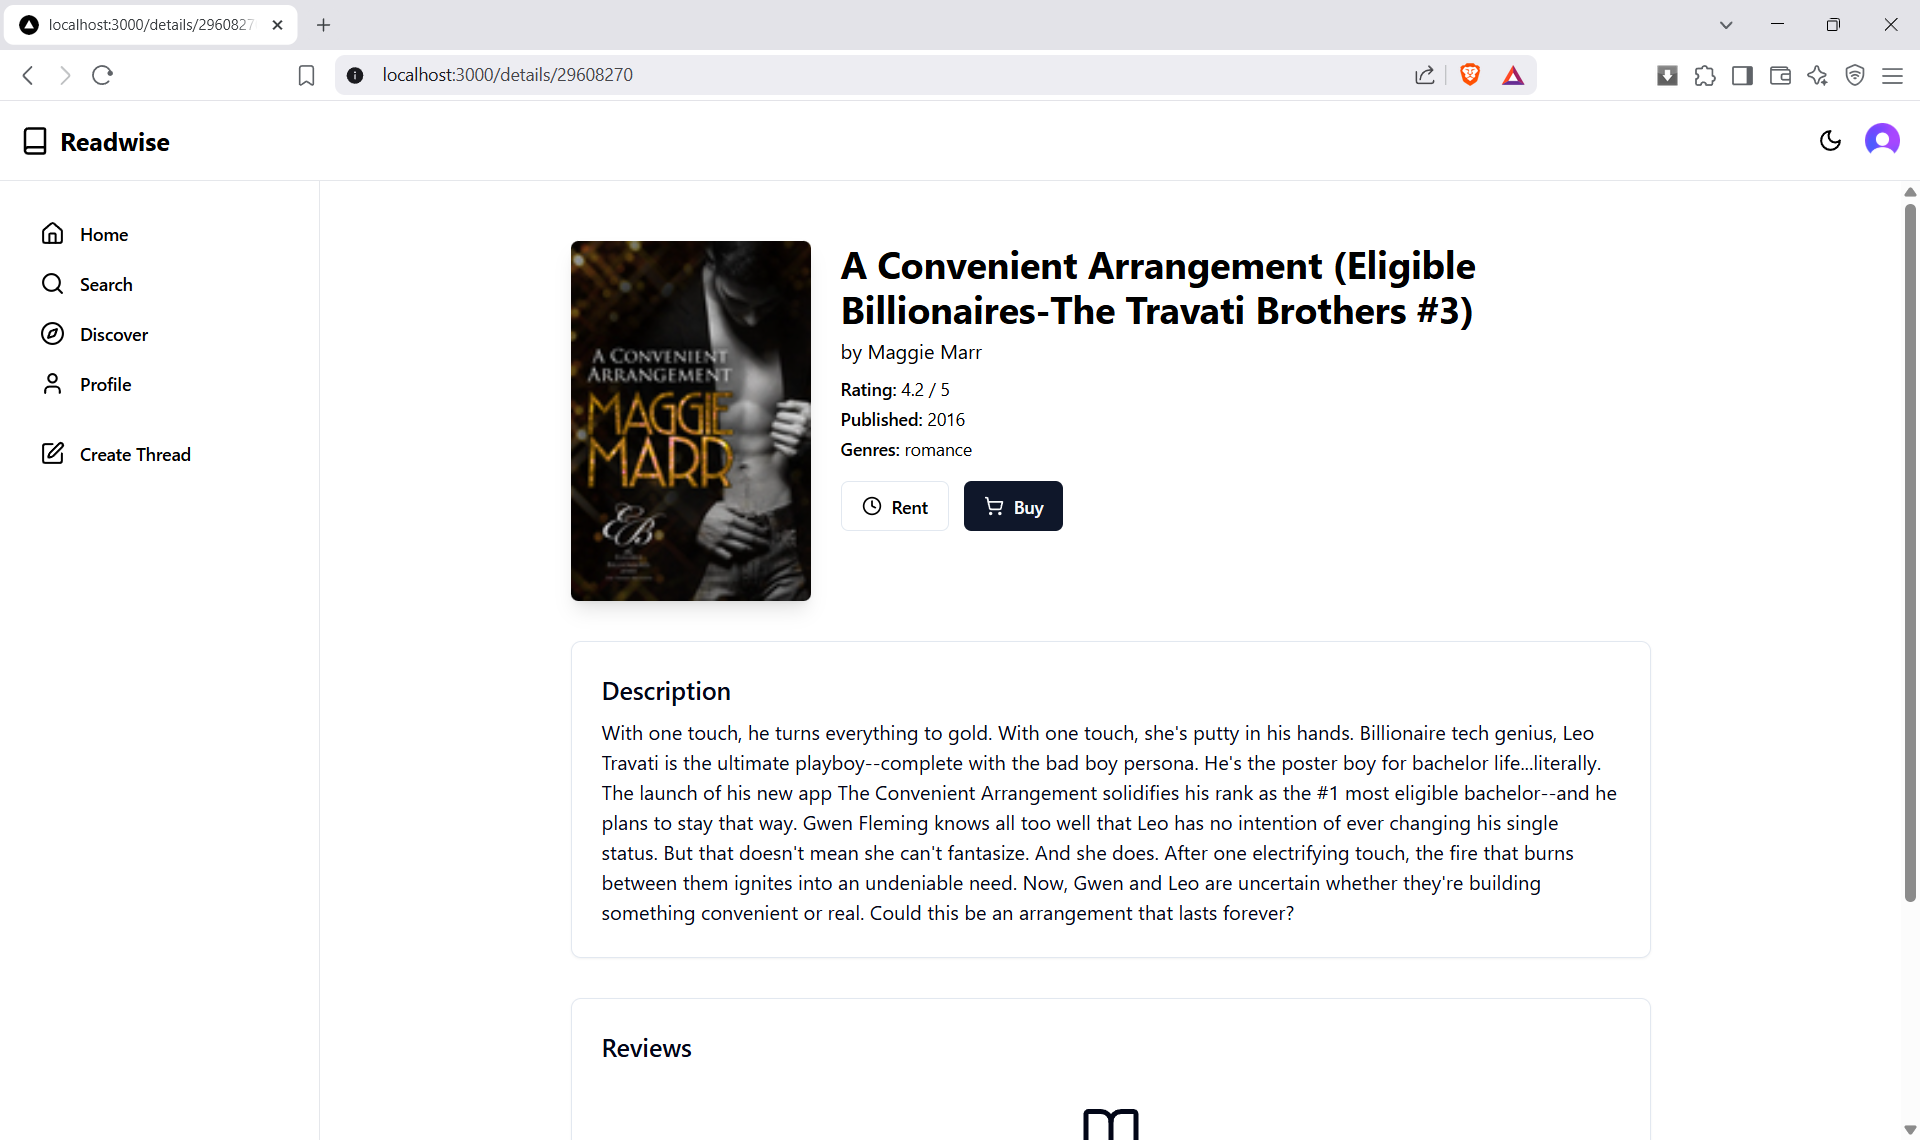 localhost:3000/details/2960827
localhost:3000/details/29608270
Readwise
Home
Search
Discover
Profile
Create Thread
A CONVENIENT
ARRANGEMENT
MAGGIE
MARR
EB
A Convenient Arrangement (Eligible
Billionaires-The Travati Brothers #3)
by Maggie Marr
Rating: 4.2 / 5
Published: 2016
Genres: romance
Rent
Buy
Description
With one touch, he turns everything to gold. With one touch, she's putty in his hands. Billionaire tech genius, Leo
Travati is the ultimate playboy--complete with the bad boy persona. He's the poster boy for bachelor life...literally.
The launch of his new app The Convenient Arrangement solidifies his rank as the #1 most eligible bachelor--and he
plans to stay that way. Gwen Fleming knows all too well that Leo has no intention of ever changing his single
status. But that doesn't mean she can't fantasize. And she does. After one electrifying touch, the fire that burns
between them ignites into an undeniable need. Now, Gwen and Leo are uncertain whether they're building
something convenient or real. Could this be an arrangement that lasts forever?
Reviews